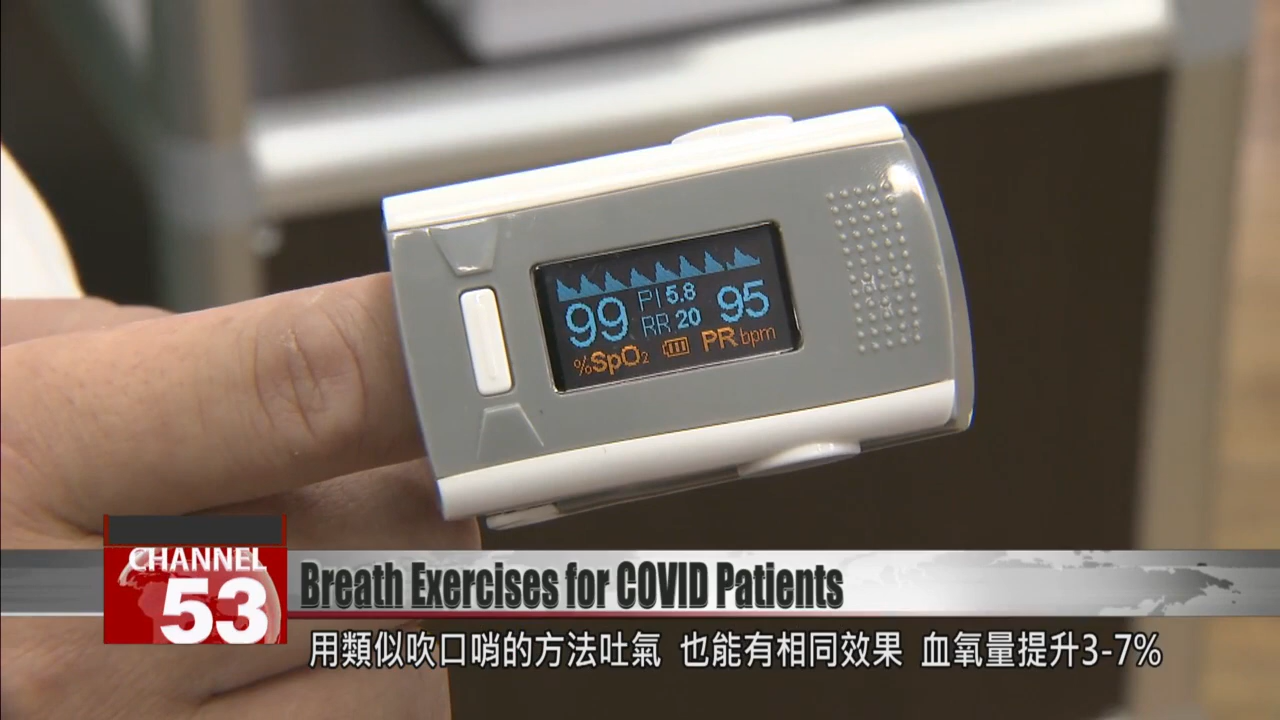 PI 5.8
99 RR 20 95
%SpO₂ PR bpm
CHANNEL
53
Breath Exercises for COVID Patients
用類似吹口哨的方法吐氣 也能有相同效果 血氧量提升3-7%